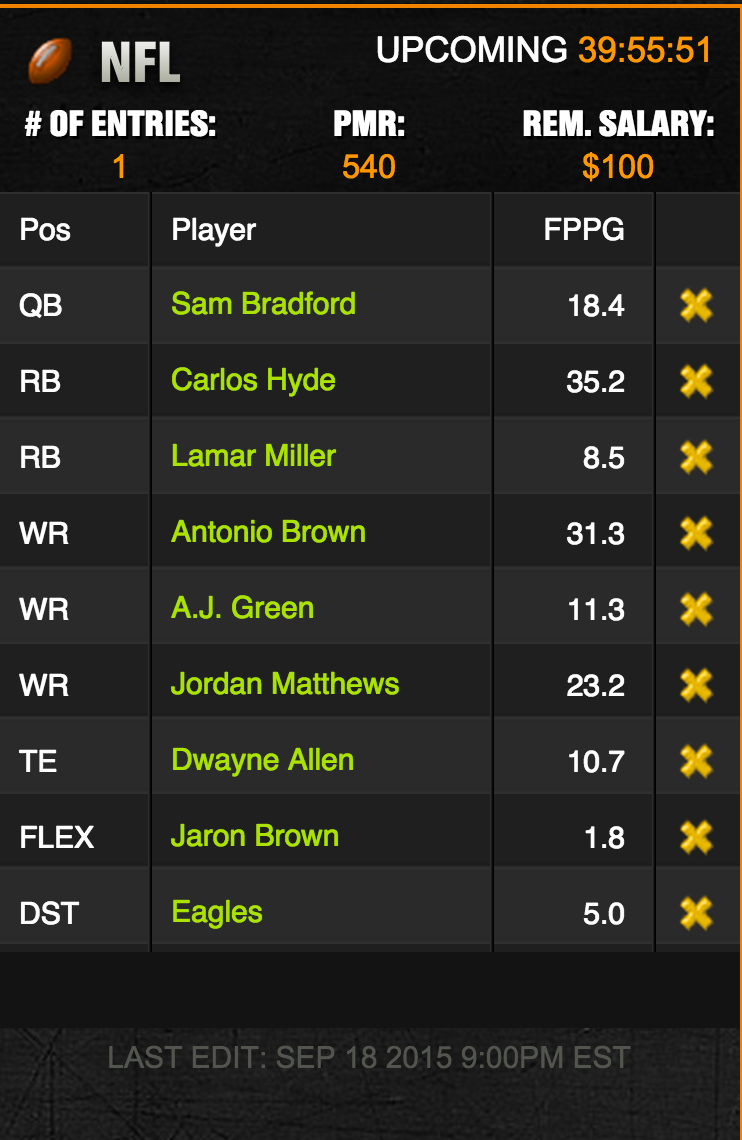 NFL UPCOMING 39:55:51
# OF ENTRIES: PMR: REM. SALARY:
1 540 $100
Pos Player FPPG
QB Sam Bradford 18.4
RB Carlos Hyde 35.2
RB Lamar Miller 8.5
WR Antonio Brown 31.3
WR A.J. Green 11.3
WR Jordan Matthews 23.2
TE Dwayne Allen 10.7
FLEX Jaron Brown 1.8
DST Eagles 5.0
LAST EDIT: SEP 18 2015 9:00PM EST